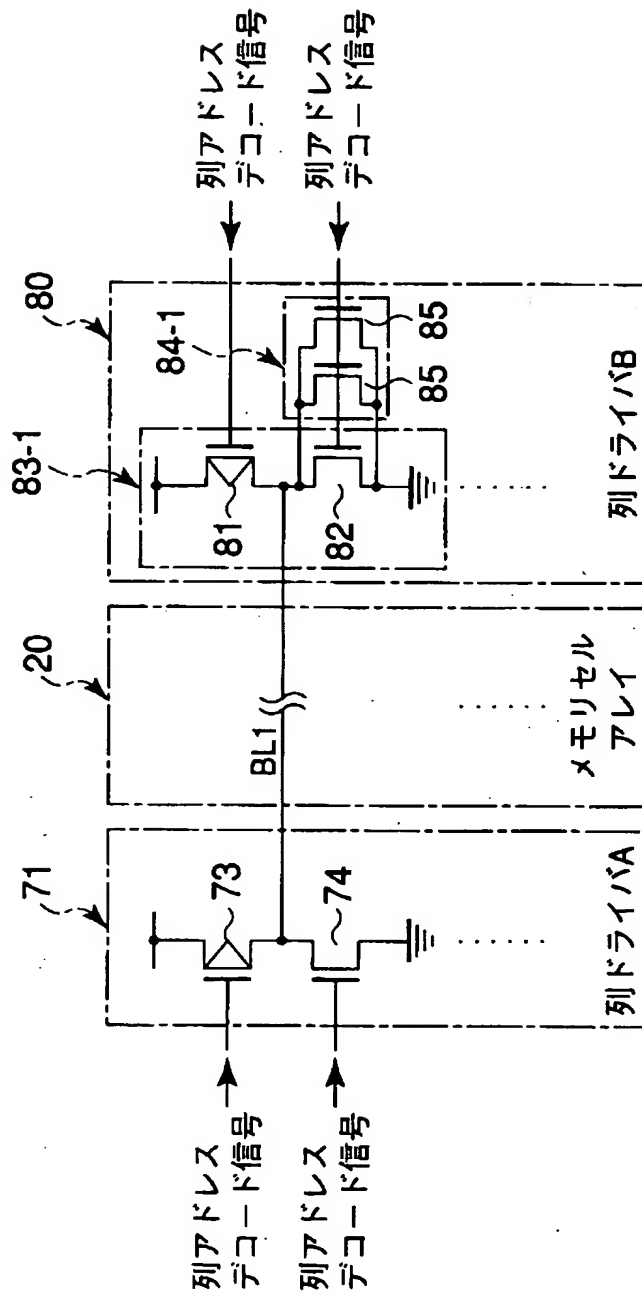 列アドレス
デコード信号
列アドレス
デコード信号
71
73
74
列ドライバA
20
BL1
メモリセル
アレイ
80
83-1
81
82
84-1
85
85
列ドライバB
列アドレス
デコード信号
列アドレス
デコード信号